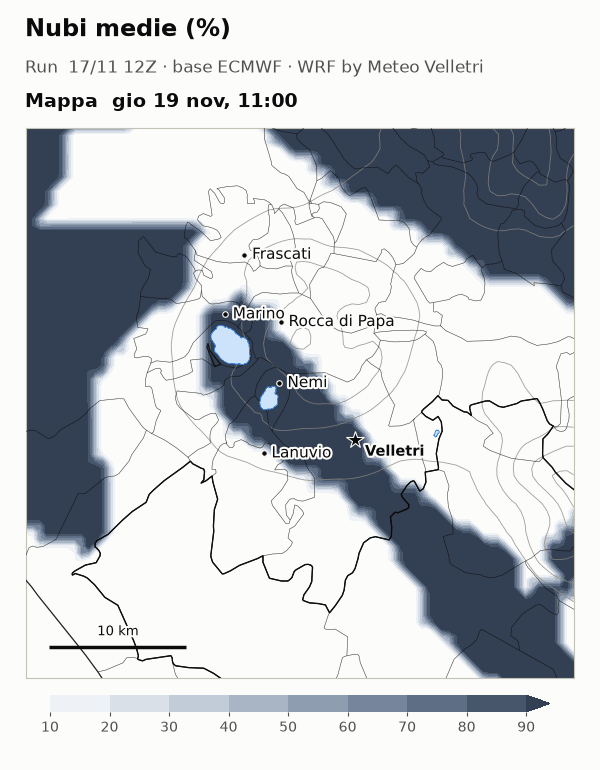 Nubi medie (%)
Run  17/11 12Z · base ECMWF · WRF by Meteo Velletri
Mappa  gio 19 nov, 11:00
Frascati
Marino
Rocca di Papa
Nemi
Velletri
Lanuvio
10 km
10 20 30 40 50 60 70 80 90